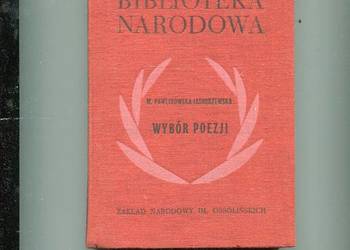 BIBLIOTEKA
NARODOWA
M. PAWLIKOWSKA-JASNORZEWSKA
WYBÓR POEZJI
ZAKŁAD NARODOWY IM. OSSOLIŃSKICH